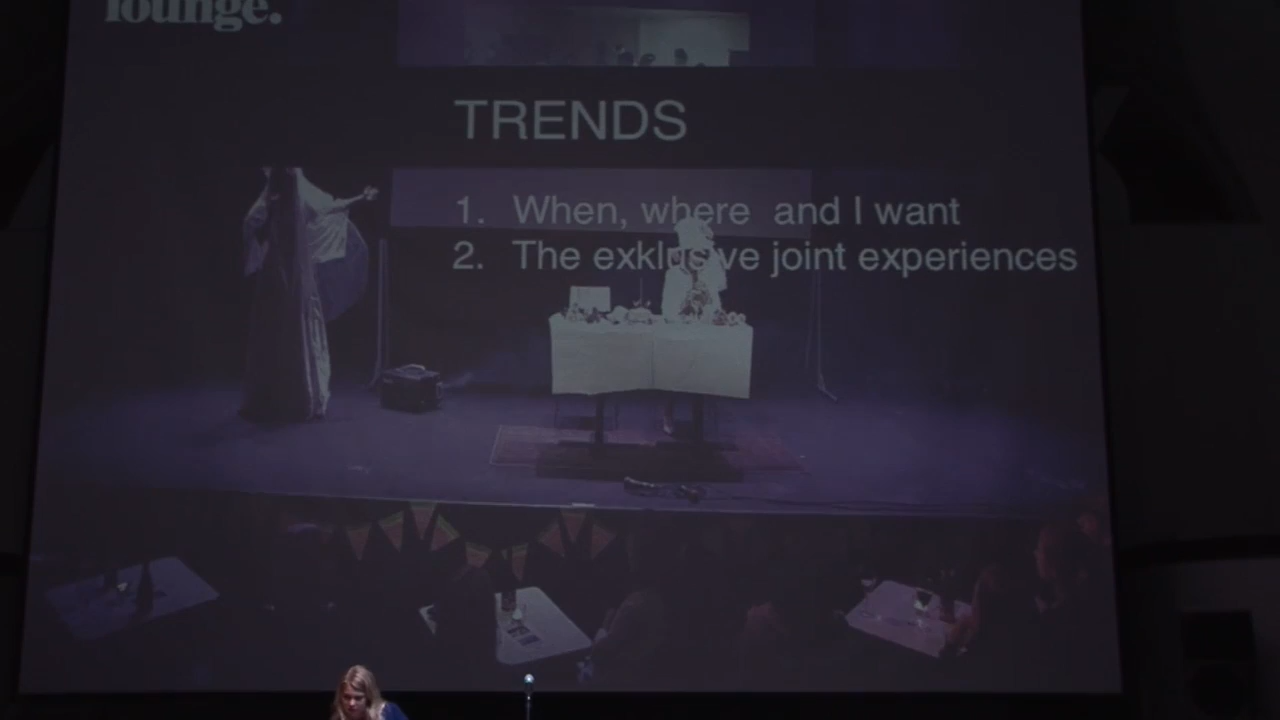 lounge.
TRENDS
1. When, where and I want
2. The exklusive joint experiences